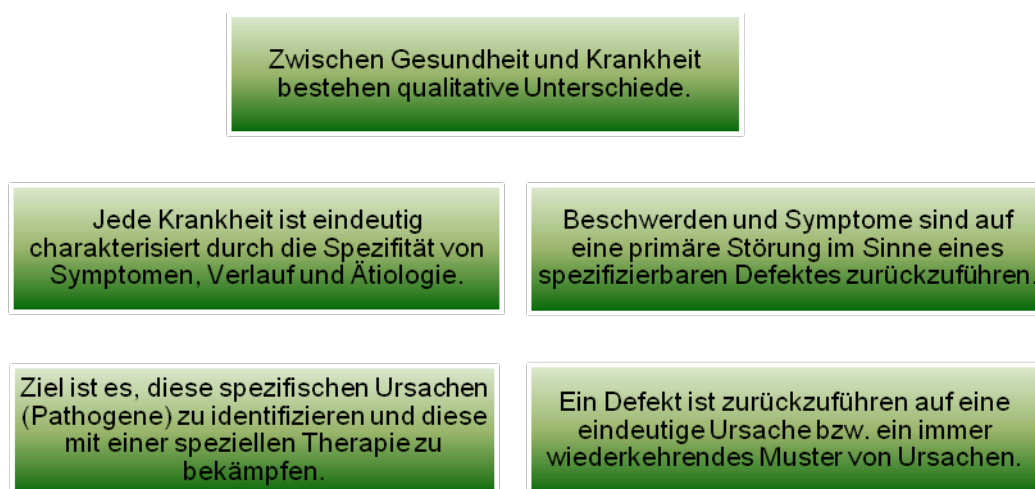 Zwischen Gesundheit und Krankheit
bestehen qualitative Unterschiede.
Jede Krankheit ist eindeutig
charakterisiert durch die Spezifität von
Symptomen, Verlauf und Ätiologie.
Beschwerden und Symptome sind auf
eine primäre Störung im Sinne eines
spezifizierbaren Defektes zurückzuführen.
Ziel ist es, diese spezifischen Ursachen
(Pathogene) zu identifizieren und diese
mit einer speziellen Therapie zu
bekämpfen.
Ein Defekt ist zurückzuführen auf eine
eindeutige Ursache bzw. ein immer
wiederkehrendes Muster von Ursachen.